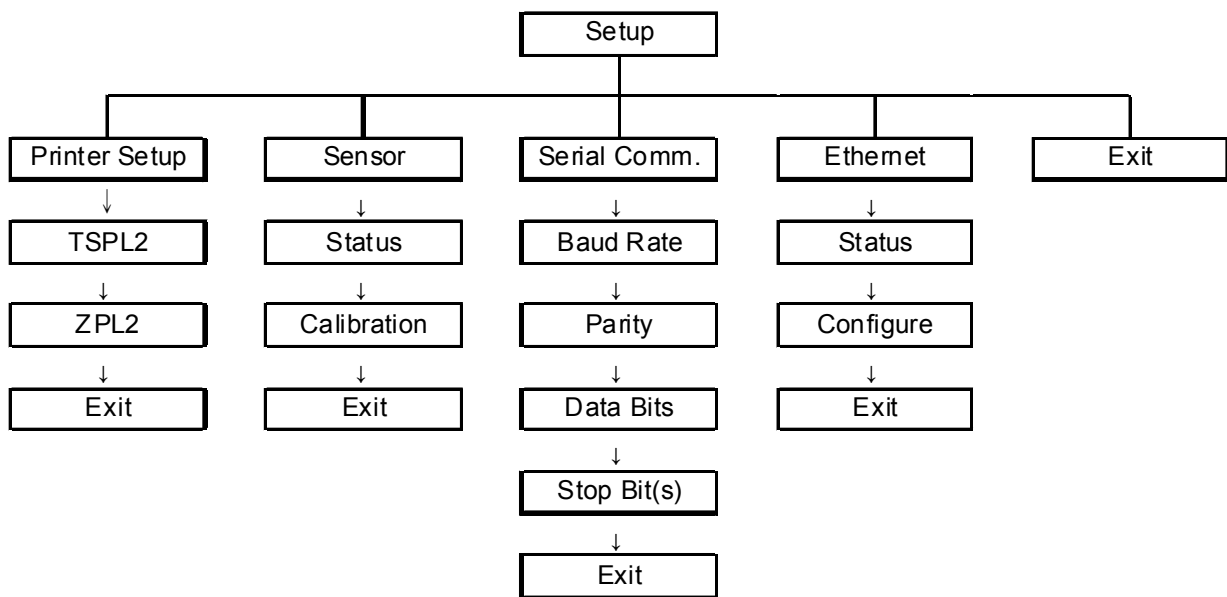 Setup
Printer Setup
Sensor
Serial Comm.
Ethernet
Exit
↓ ↓ ↓ ↓
TSPL2
Status
Baud Rate
Status
↓ ↓ ↓ ↓
ZPL2
Calibration
Parity
Configure
↓ ↓ ↓ ↓
Exit
Exit
Data Bits
Exit
↓
Stop Bit(s)
↓
Exit